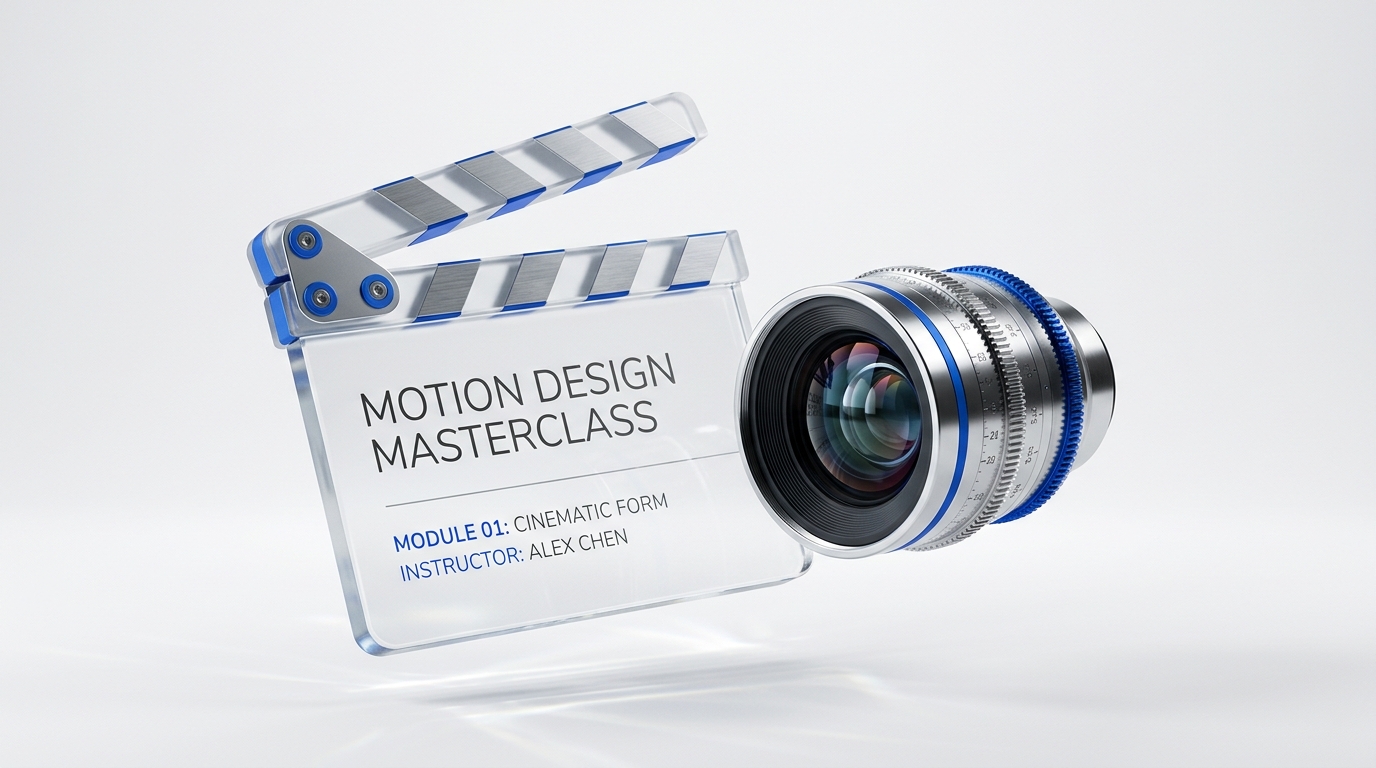 MOTION DESIGN
MASTERCLASS
MODULE 01: CINEMATIC FORM
INSTRUCTOR: ALEX CHEN